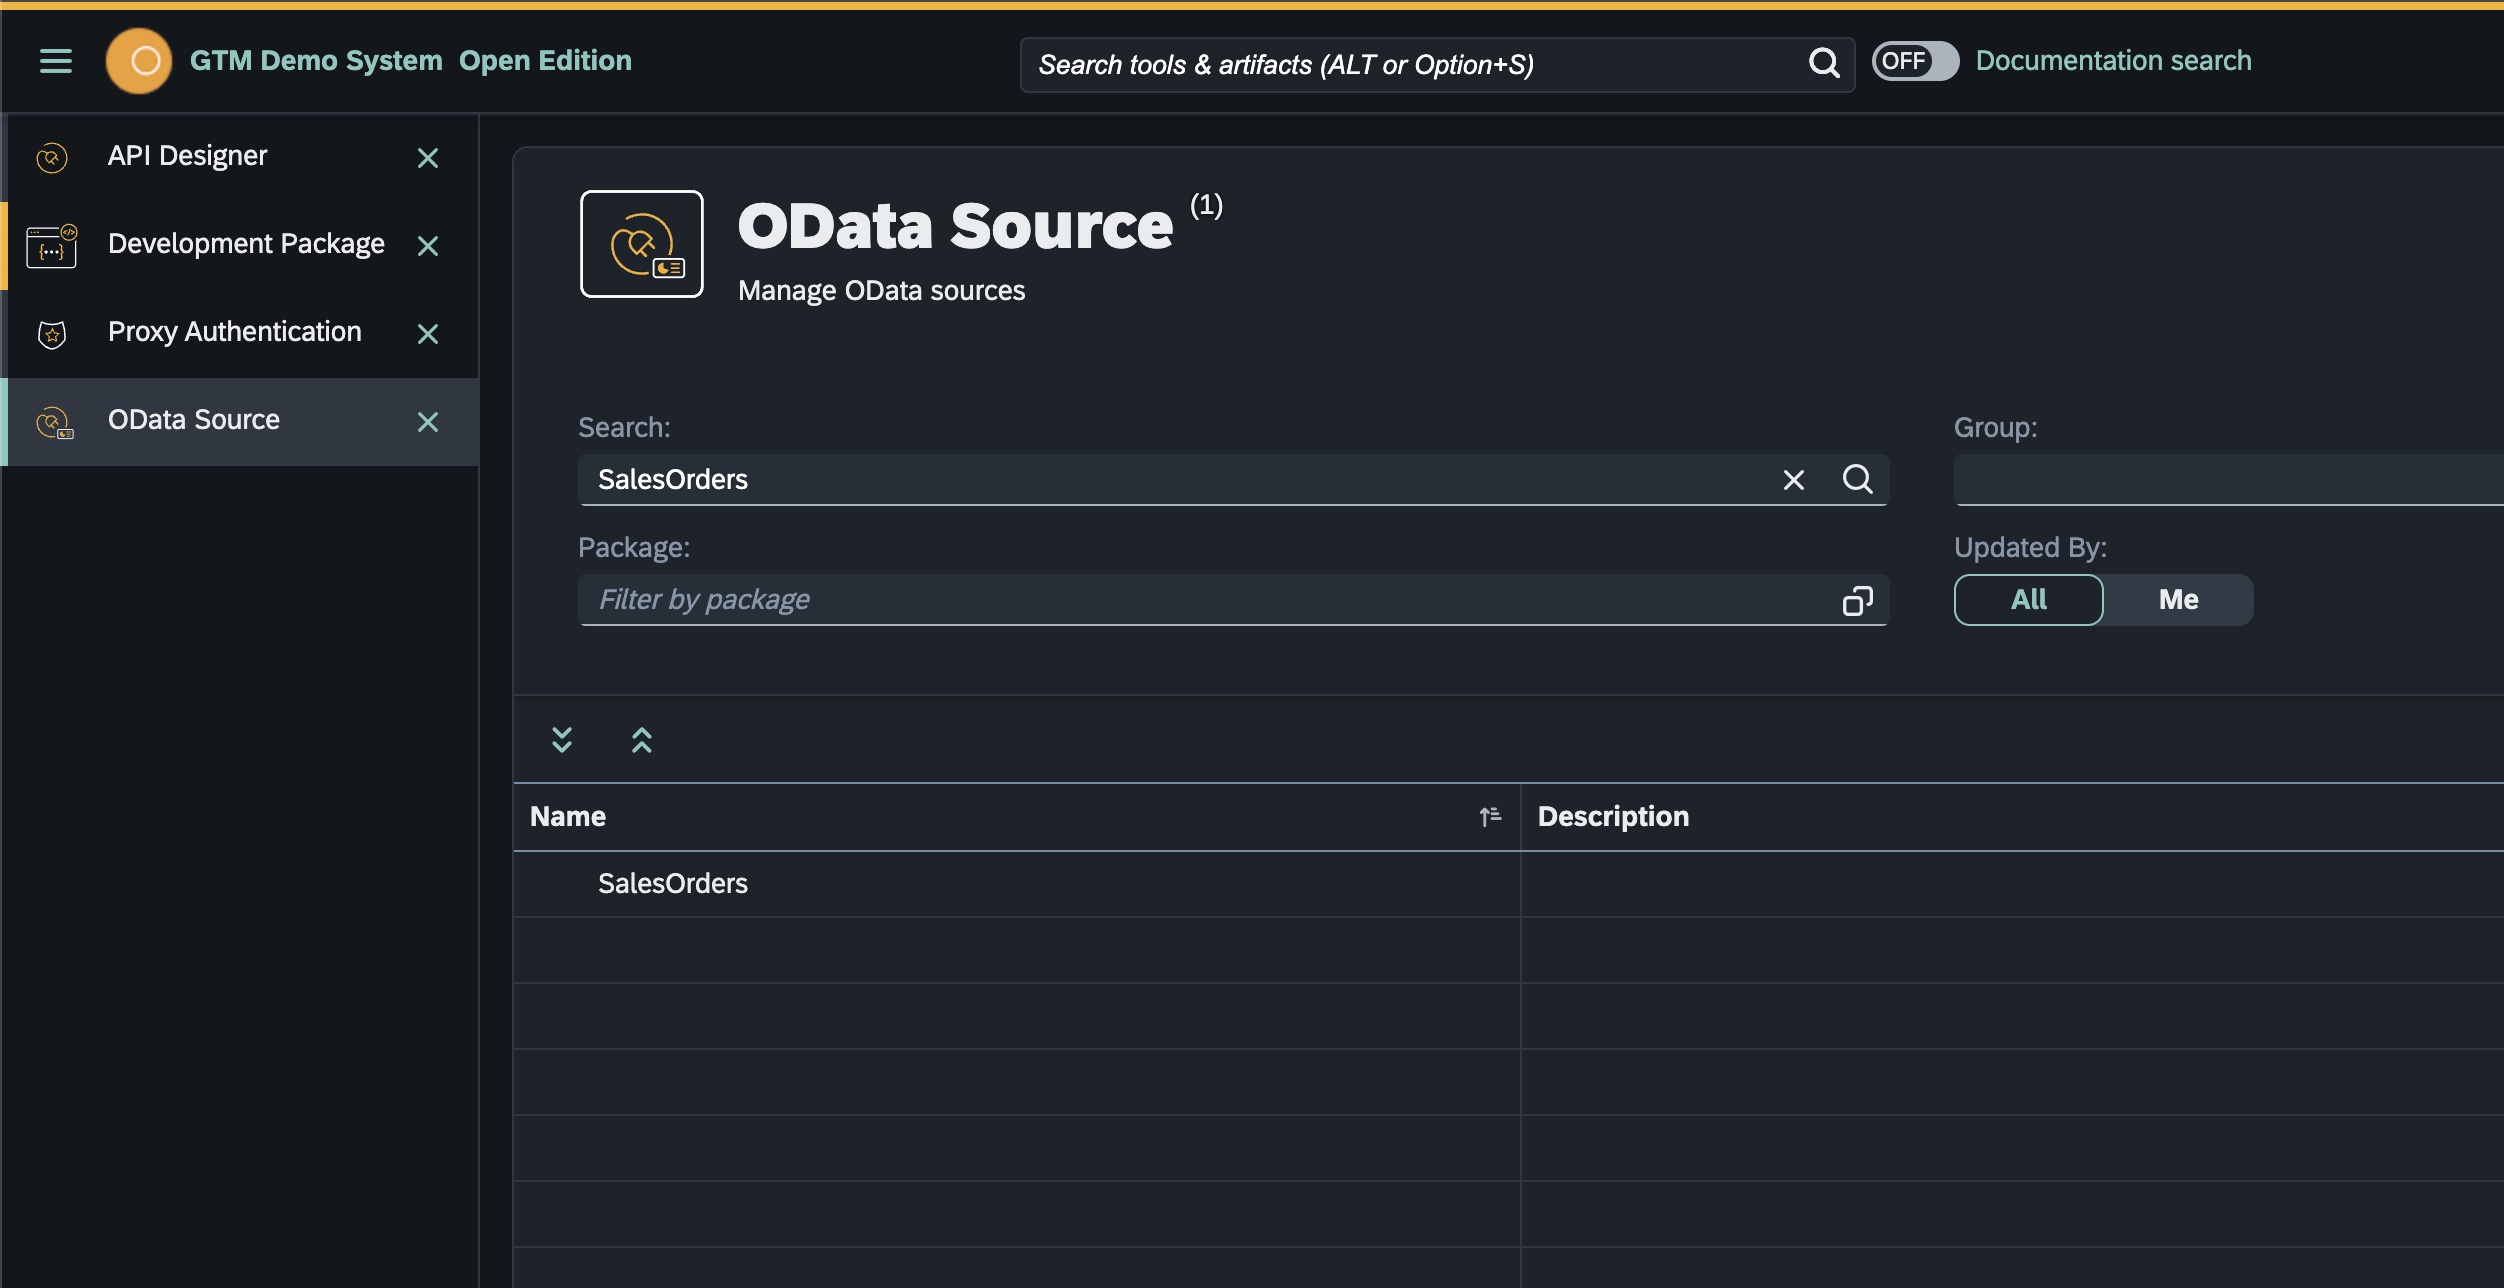 GTM Demo System Open Edition
Search tools & artifacts (ALT or Option+S)
OFF
Documentation search
API Designer
Development Package
Proxy Authentication
OData Source
OData Source (1)
Manage OData sources
Search:
SalesOrders
Group:
Package:
Filter by package
Updated By:
All
Me
Name
Description
SalesOrders